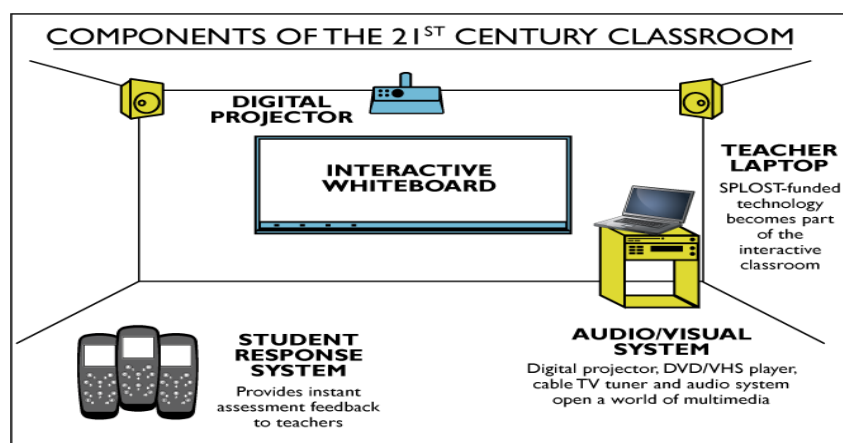 COMPONENTS OF THE 21ST CENTURY CLASSROOM
DIGITAL
PROJECTOR
INTERACTIVE
WHITEBOARD
TEACHER
LAPTOP
SPLOST-funded
technology
becomes part
of the
interactive
classroom
STUDENT
RESPONSE
SYSTEM
Provides instant
assessment feedback
to teachers
AUDIO/VISUAL
SYSTEM
Digital projector, DVD/VHS player,
cable TV tuner and audio system
open a world of multimedia